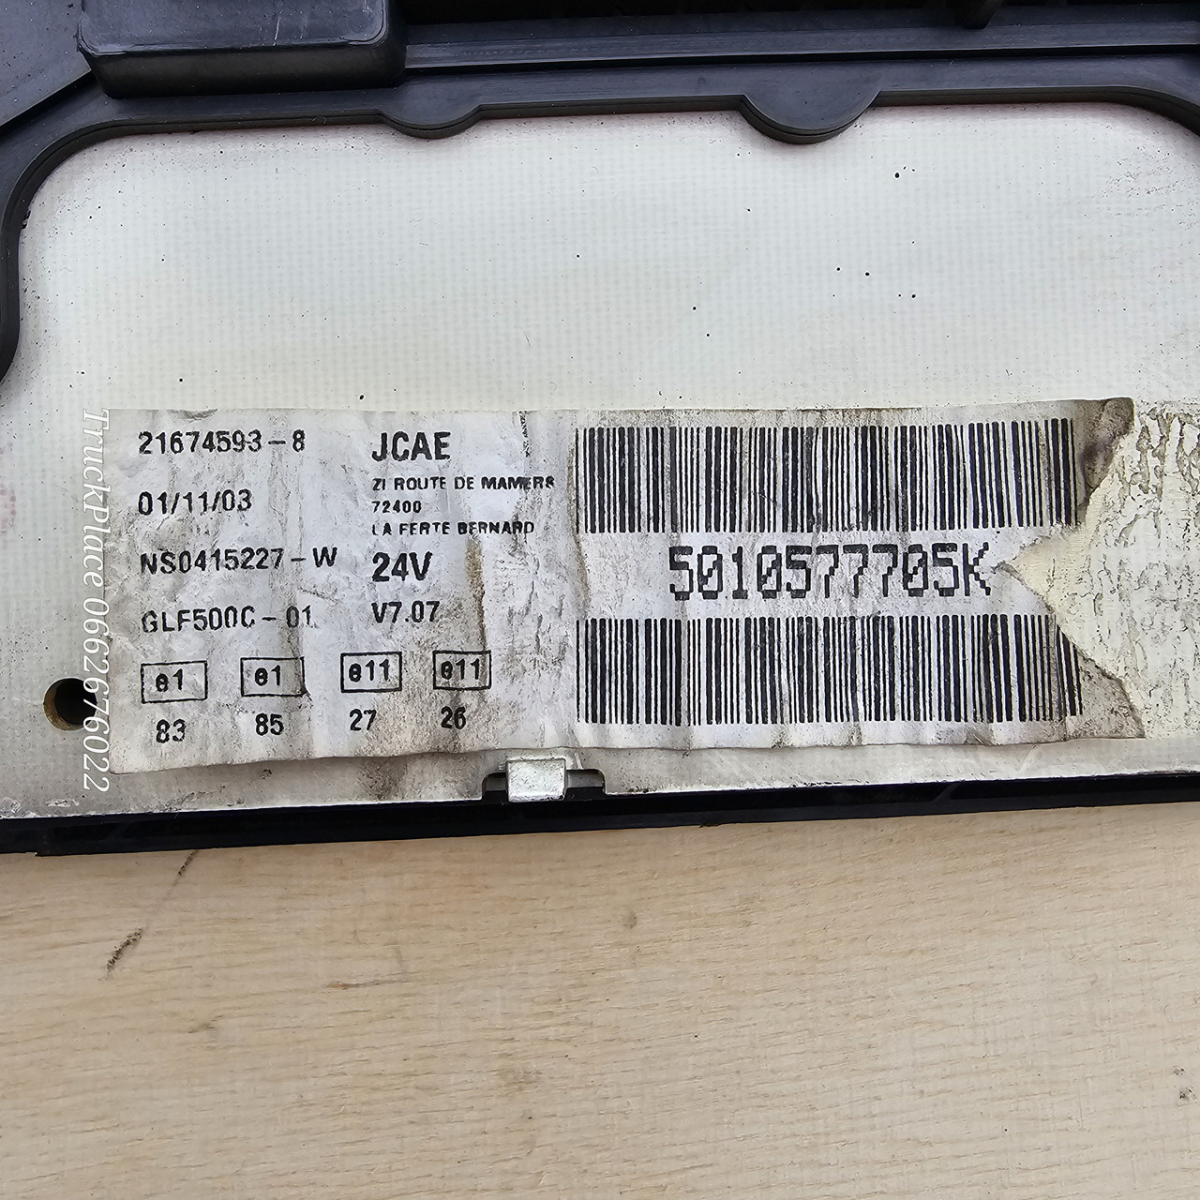 21674593-8
01/11/03
NS0415227-W
GLF500C-01
JCAE
ZI ROUTE DE MAMERS
72400
LA FERTE BERNARD
24V
V7.07
e1 e1 e11 e11
83 85 27 26
5010577705K
TrruckPlace 0662676022